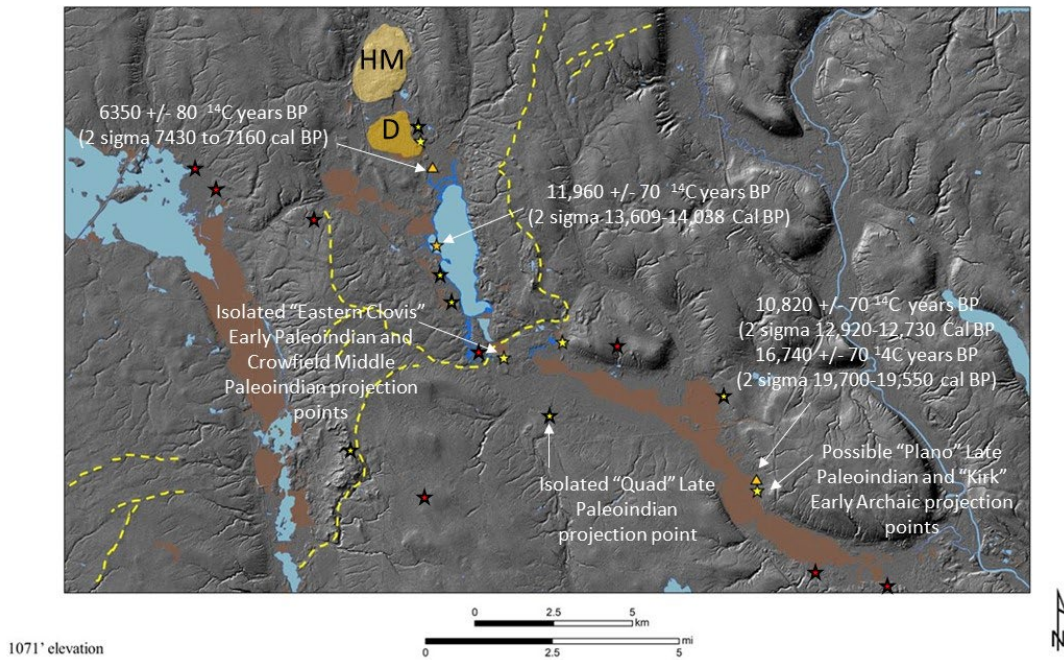 HM
D
6350 +/- 80 ¹⁴C years BP
(2 sigma 7430 to 7160 cal BP)
11,960 +/- 70 ¹⁴C years BP
(2 sigma 13,609-14,038 Cal BP)
Isolated “Eastern Clovis”
Early Paleoindian and
Crowfield Middle
Paleoindian projection
points
10,820 +/-70 ¹⁴C years BP
(2 sigma 12,920-12,730 Cal BP
16,740 +/-70 ¹4C years BP
(2 sigma 19,700-19,550 cal BP)
Isolated “Quad” Late
Paleoindian
projection point
Possible “Plano” Late
Paleoindian and “Kirk”
Early Archaic projection
points
0 2.5 5
km
mi
0 2.5 5
1071' elevation
N